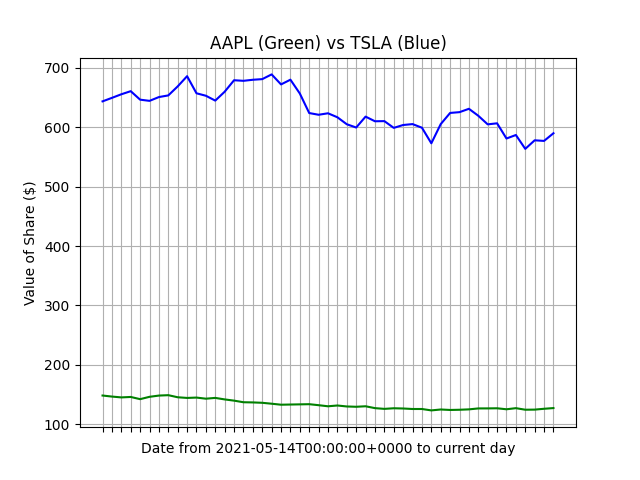 AAPL (Green) vs TSLA (Blue)
700
600
500
400
300
200
100
Value of Share ($)
Date from 2021-05-14T00:00:00+0000 to current day